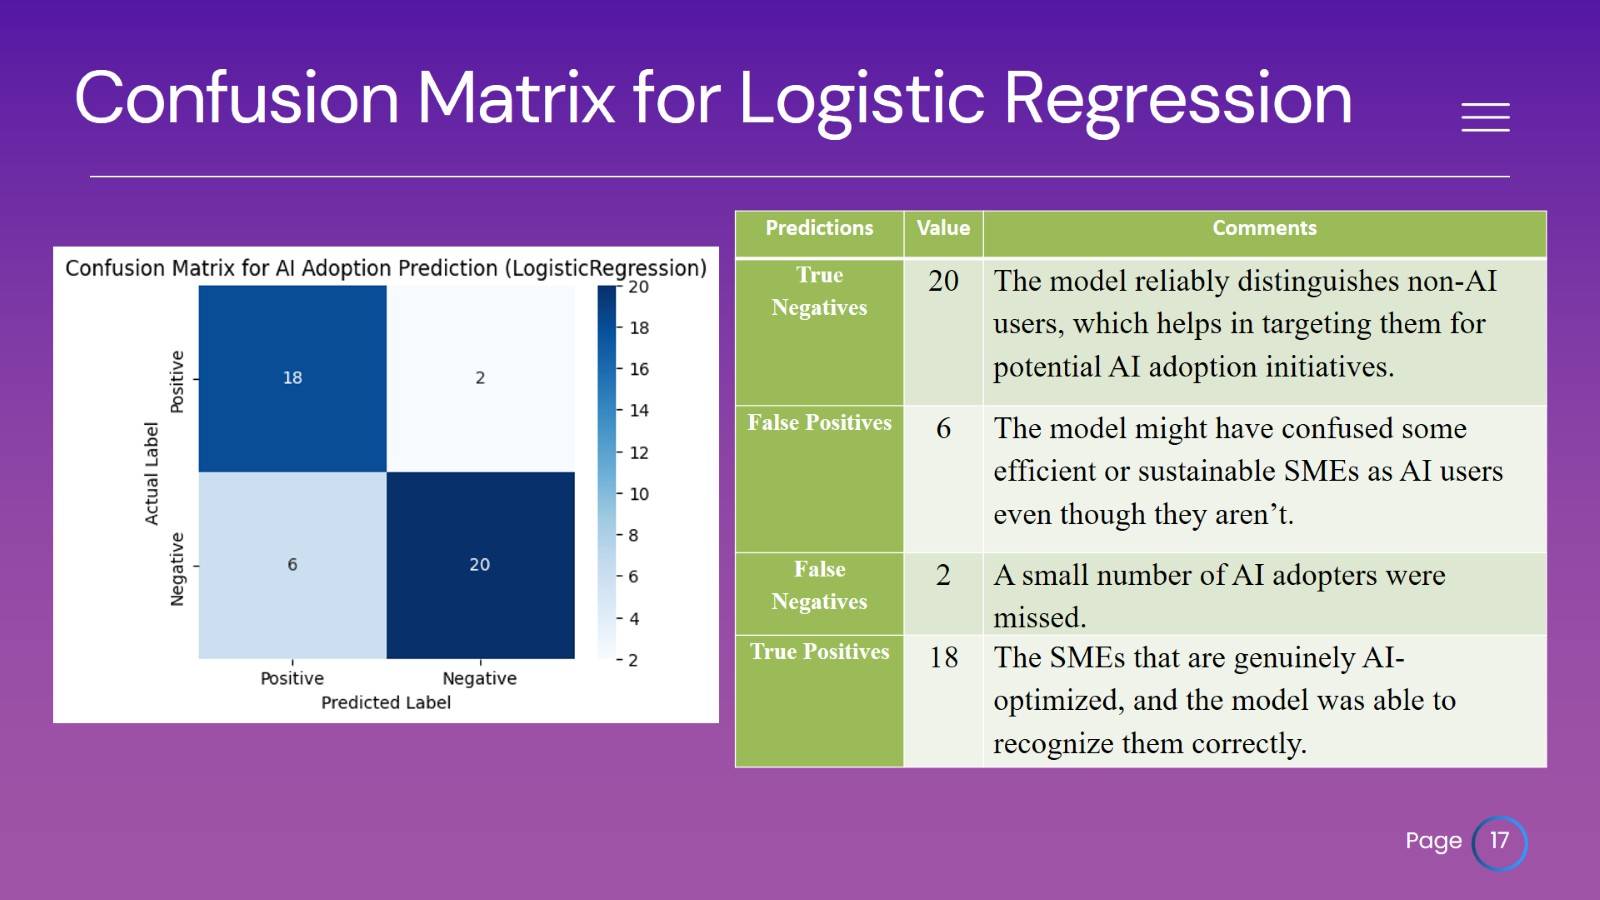 Confusion Matrix for Logistic Regression
Confusion Matrix for AI Adoption Prediction (LogisticRegression)
Actual Label
Positive
Negative
18
2
6
20
Positive
Negative
Predicted Label
20
18
16
14
12
10
8
6
4
2
Predictions Value Comments
True
Negatives
20
The model reliably distinguishes non-AI
users, which helps in targeting them for
potential AI adoption initiatives.
False Positives
6
The model might have confused some
efficient or sustainable SMEs as AI users
even though they aren’t.
False
Negatives
2
A small number of AI adopters were
missed.
True Positives
18
The SMEs that are genuinely AI-
optimized, and the model was able to
recognize them correctly.
Page 17